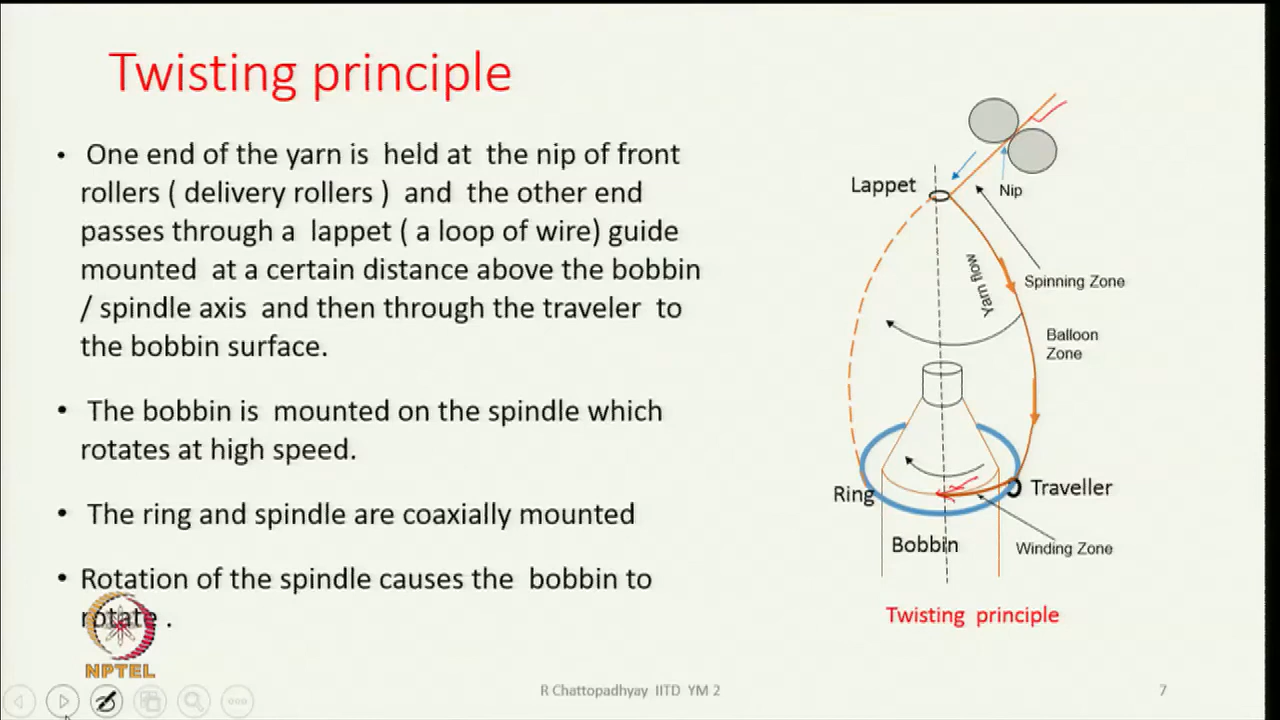 Twisting principle
• One end of the yarn is held at the nip of front
rollers ( delivery rollers ) and the other end
passes through a lappet ( a loop of wire) guide
mounted at a certain distance above the bobbin
/ spindle axis and then through the traveler to
the bobbin surface.
• The bobbin is mounted on the spindle which
rotates at high speed.
• The ring and spindle are coaxially mounted
• Rotation of the spindle causes the bobbin to
rotate .
Lappet
Nip
Yarn flow
Spinning Zone
Balloon
Zone
Ring
Traveller
Bobbin
Winding Zone
Twisting principle
NPTEL
R Chattopadhyay IITD YM 2
7